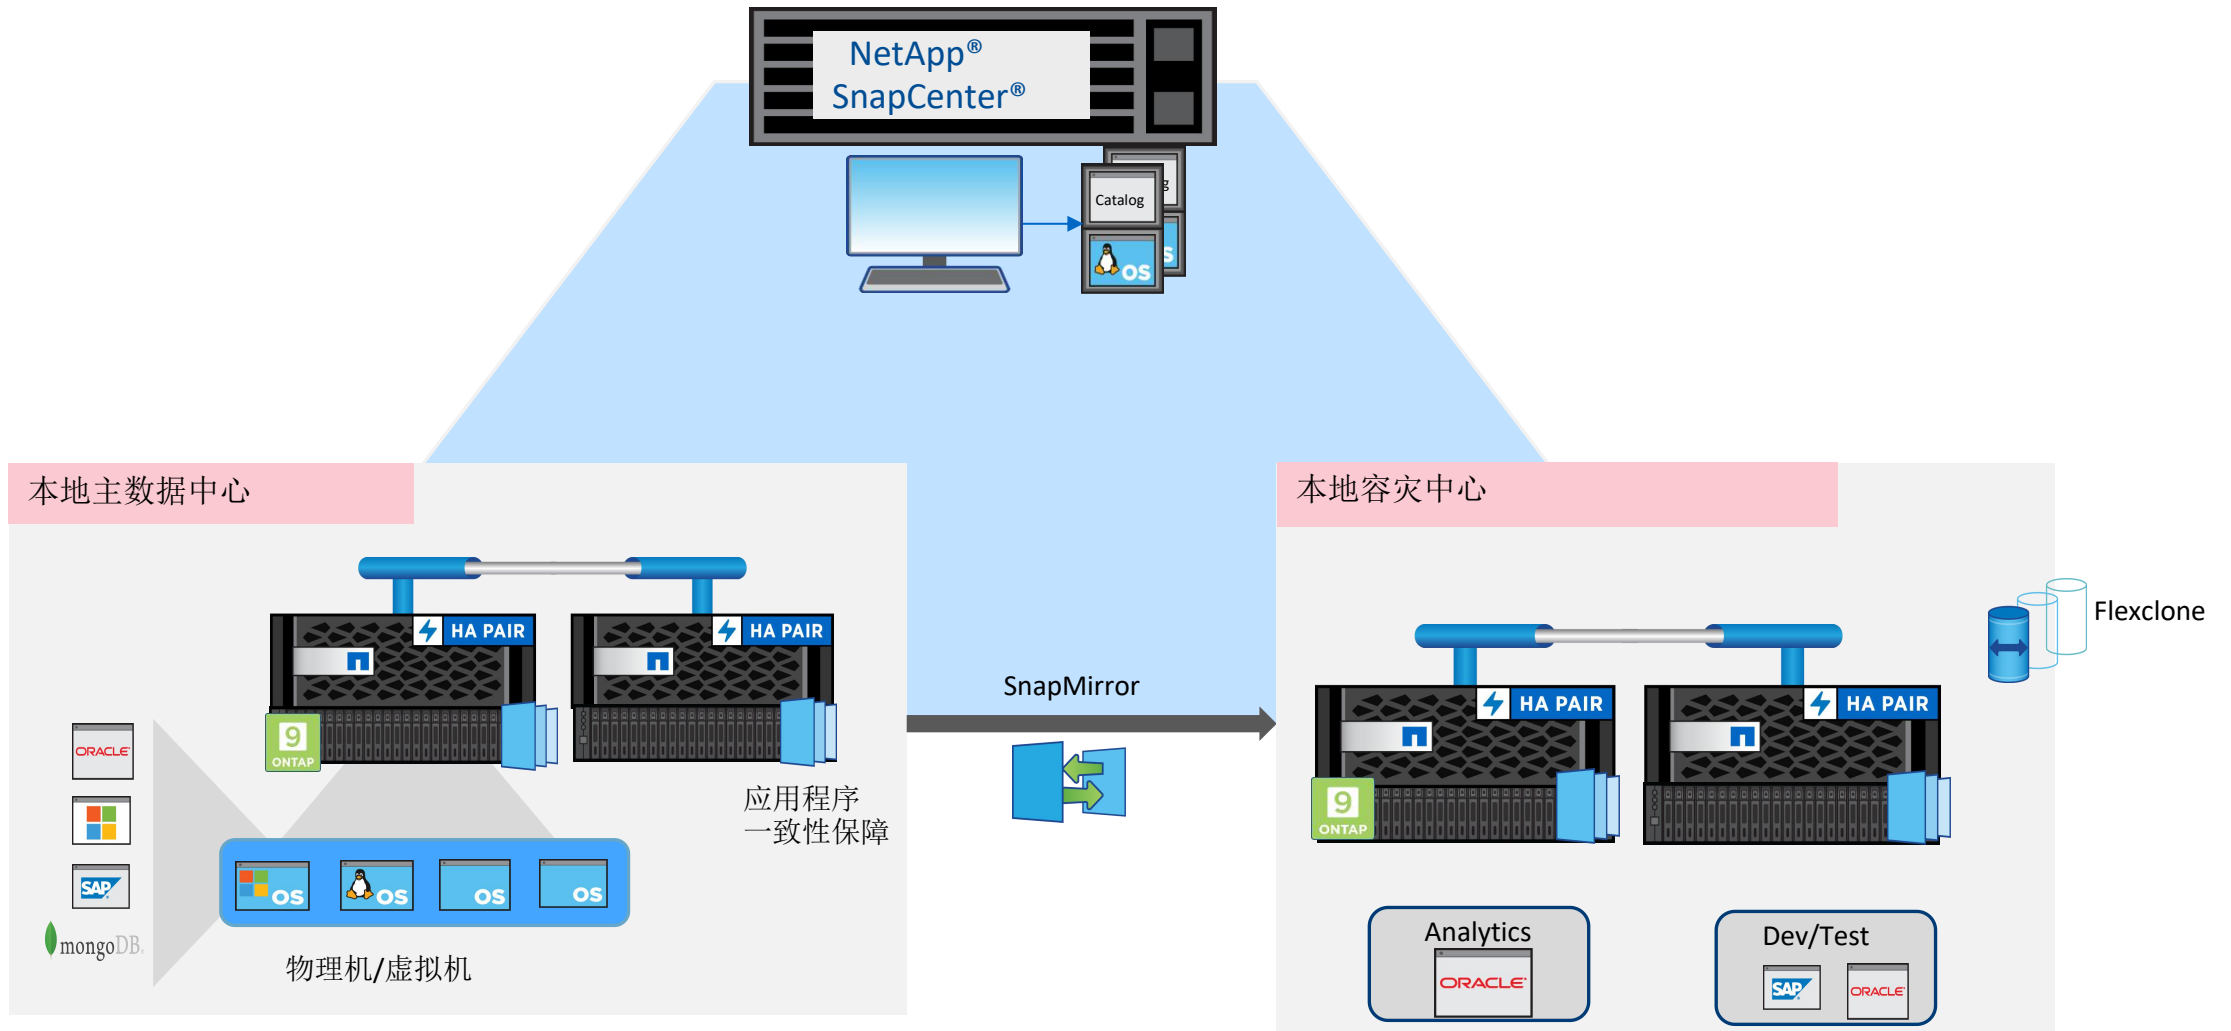 NetApp®
SnapCenter®
Catalog
g
OS
S
本地主数据中心
本地容灾中心
HA PAIR
HA PAIR
Flexclone
SnapMirror
HA PAIR
HA PAIR
9
ONTAP
9
ONTAP
ORACLE
应用程序
一致性保障
SAP
OS
OS
OS
OS
mongoDB
物理机/虚拟机
Analytics
ORACLE
Dev/Test
SAP
ORACLE